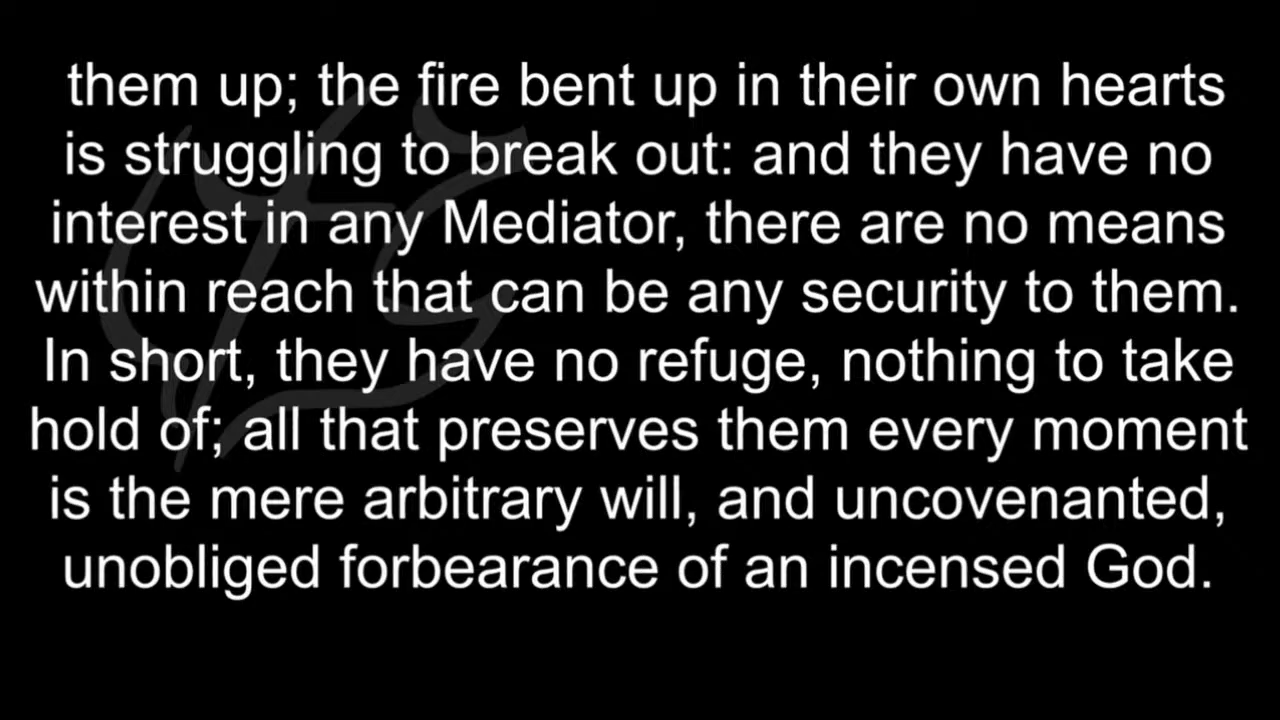 them up; the fire bent up in their own hearts
is struggling to break out: and they have no
interest in any Mediator, there are no means
within reach that can be any security to them.
In short, they have no refuge, nothing to take
hold of; all that preserves them every moment
is the mere arbitrary will, and uncovenanted,
unobliged forbearance of an incensed God.